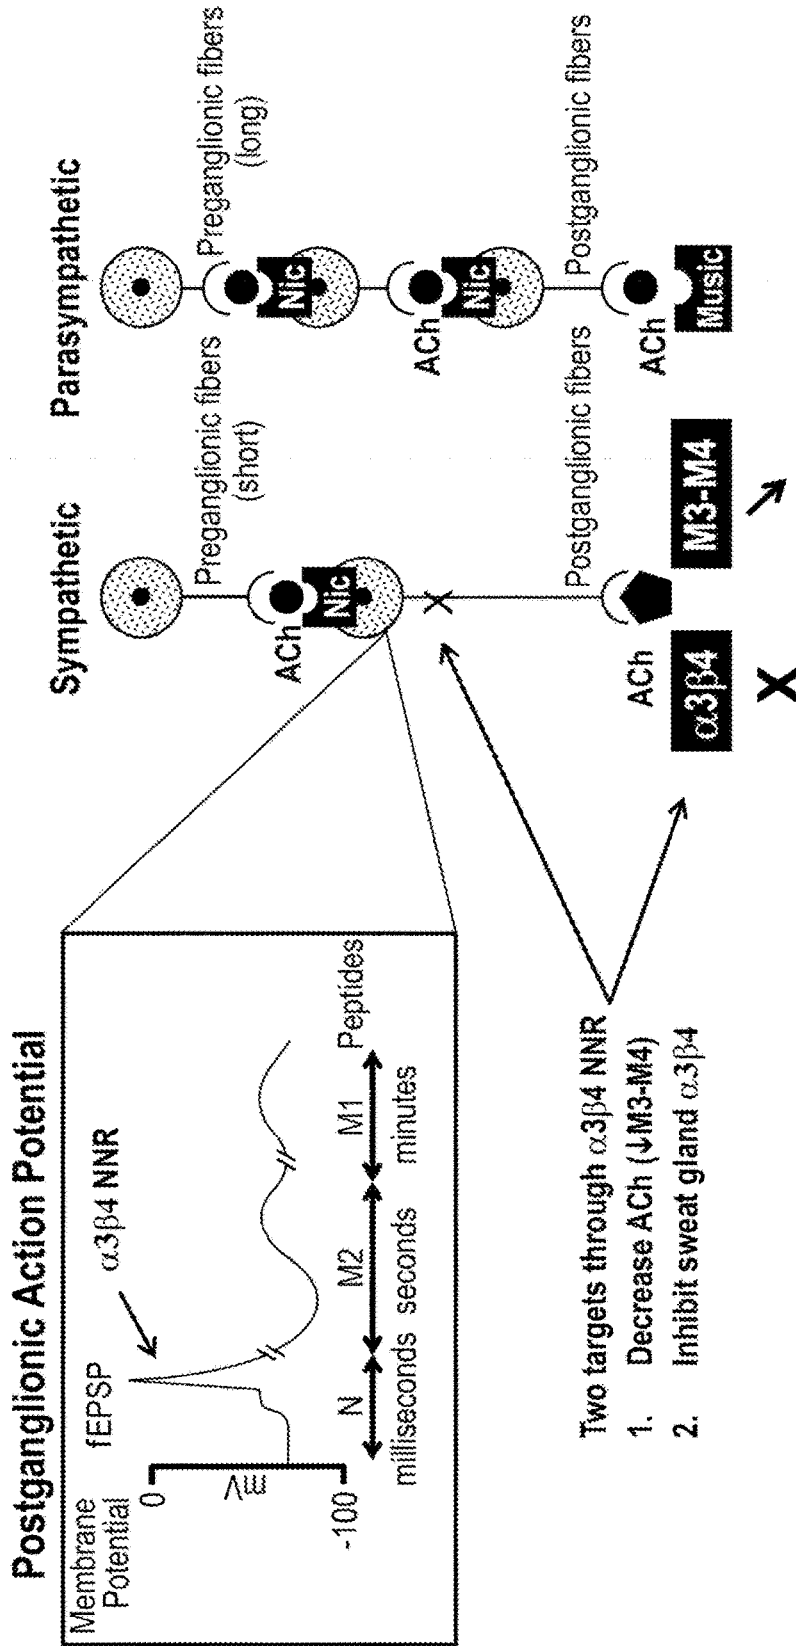 Postganglionic Action Potential
Membrane
Potential
fEPSP
α3β4 NNR
0
mV
-100
N
M2
M1
Peptides
milliseconds
seconds
minutes
Two targets through α3β4 NNR
1. Decrease ACh (↓M3-M4)
2. Inhibit sweat gland α3β4
Sympathetic
Preganglionic fibers
(short)
ACh
Nic
X
Postganglionic fibers
ACh
α3β4
M3-M4
X
Parasympathetic
Preganglionic fibers
(long)
Nic
ACh
Nic
Postganglionic fibers
ACh
Music